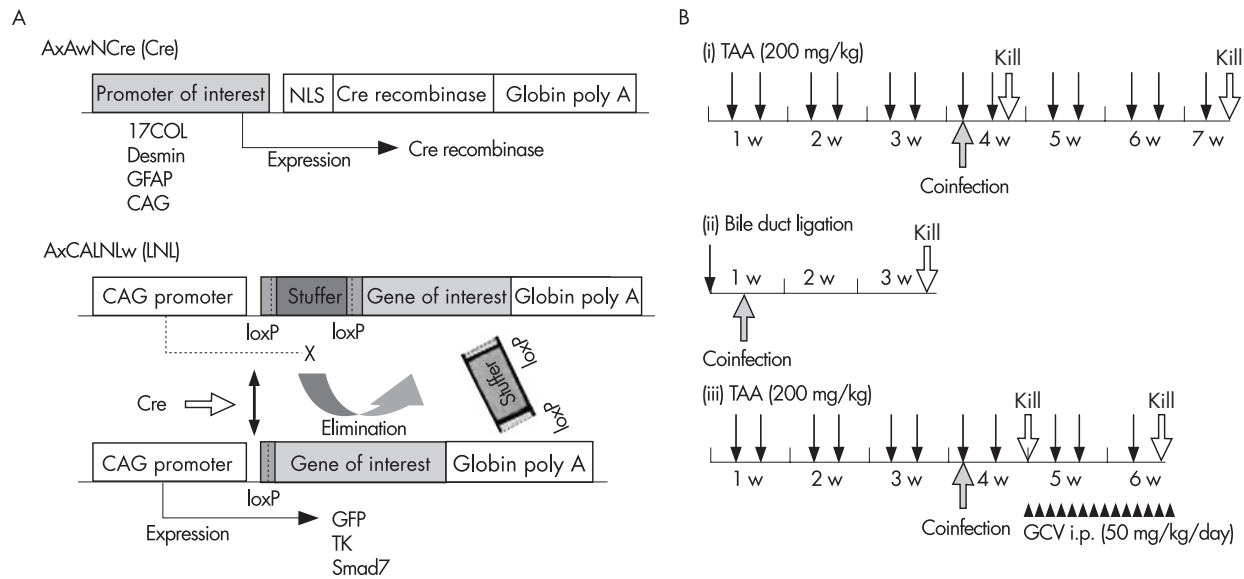 A
AxAwNCre (Cre)
Promoter of interest NLS Cre recombinase Globin poly A
17COL
Desmin
GFAP
CAG
Expression
Cre recombinase
AxCALNLw (LNL)
CAG promoter Stuffer Gene of interest Globin poly A
loxP loxP
X
Stuffer
loxP
loxP
Cre
Elimination
CAG promoter Gene of interest Globin poly A
loxP
Expression
GFP
TK
Smad7
B
(i) TAA (200 mg/kg)
Kill Kill
1 w 2 w 3 w 4 w 5 w 6 w 7 w
Coinfection
(ii) Bile duct ligation
Kill
1 w 2 w 3 w
Coinfection
(iii) TAA (200 mg/kg)
Kill Kill
1 w 2 w 3 w 4 w 5 w 6 w
Coinfection
GCV i.p. (50 mg/kg/day)